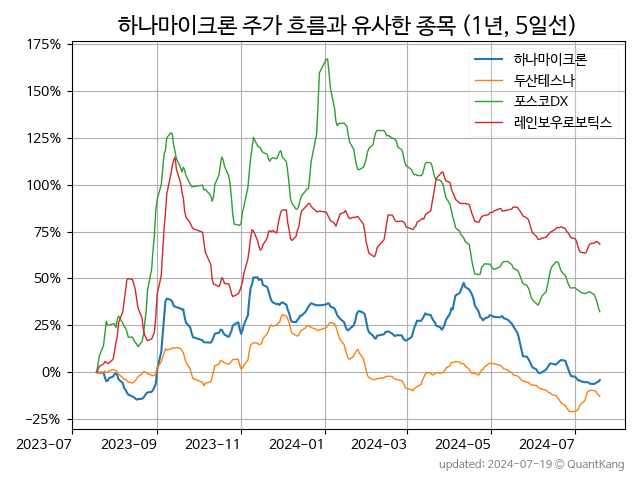 하나마이크론 주가 흐름과 유사한 종목 (1년, 5일선)
하나마이크론
두산테스나
포스코DX
레인보우로보틱스
175%
150%
125%
100%
75%
50%
25%
0%
−25%
2023-07 2023-09 2023-11 2024-01 2024-03 2024-05 2024-07
updated: 2024-07-19 © QuantKang